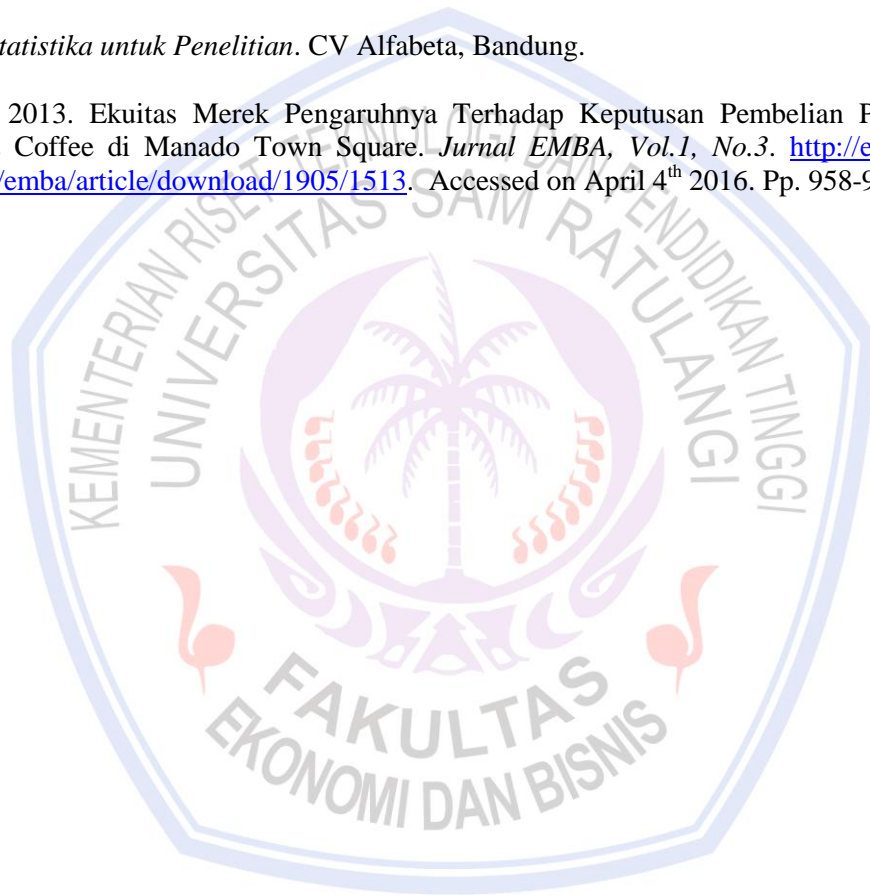 tatistika untuk Penelitian. CV Alfabeta, Bandung.
2013. Ekuitas Merek Pengaruhnya Terhadap Keputusan Pembelian P
Coffee di Manado Town Square. Jurnal EMBA, Vol.1, No.3. http://e
/emba/article/download/1905/1513. Accessed on April 4th 2016. Pp. 958-9
KEMENTERIAN RISET TEKNOLOGI DAN PENDIDIKAN TINGGI
UNIVERSITAS SAM RATULANGI
FAKULTAS
EKONOMI DAN BISNIS